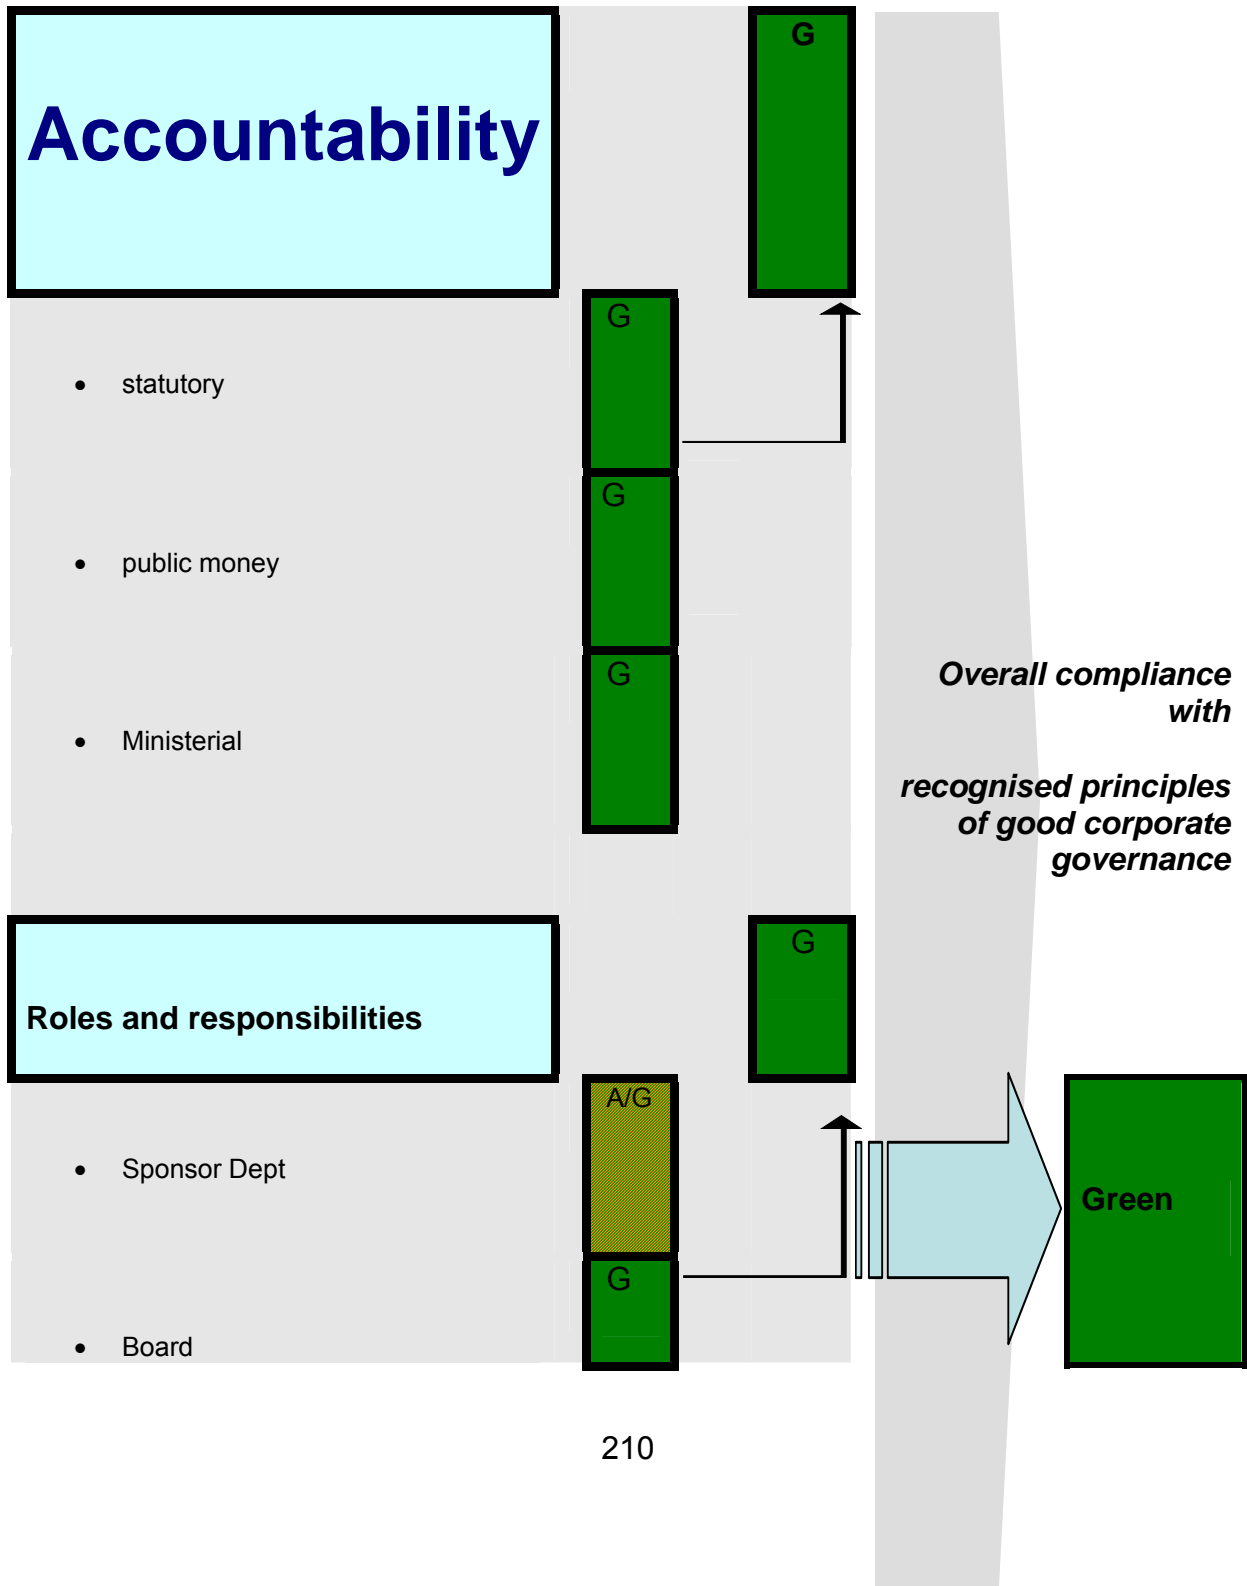 Accountability
G
G
• statutory
G
• public money
G
• Ministerial
Overall compliance
with
recognised principles
of good corporate
governance
G
Roles and responsibilities
A/G
• Sponsor Dept
Green
G
• Board
210